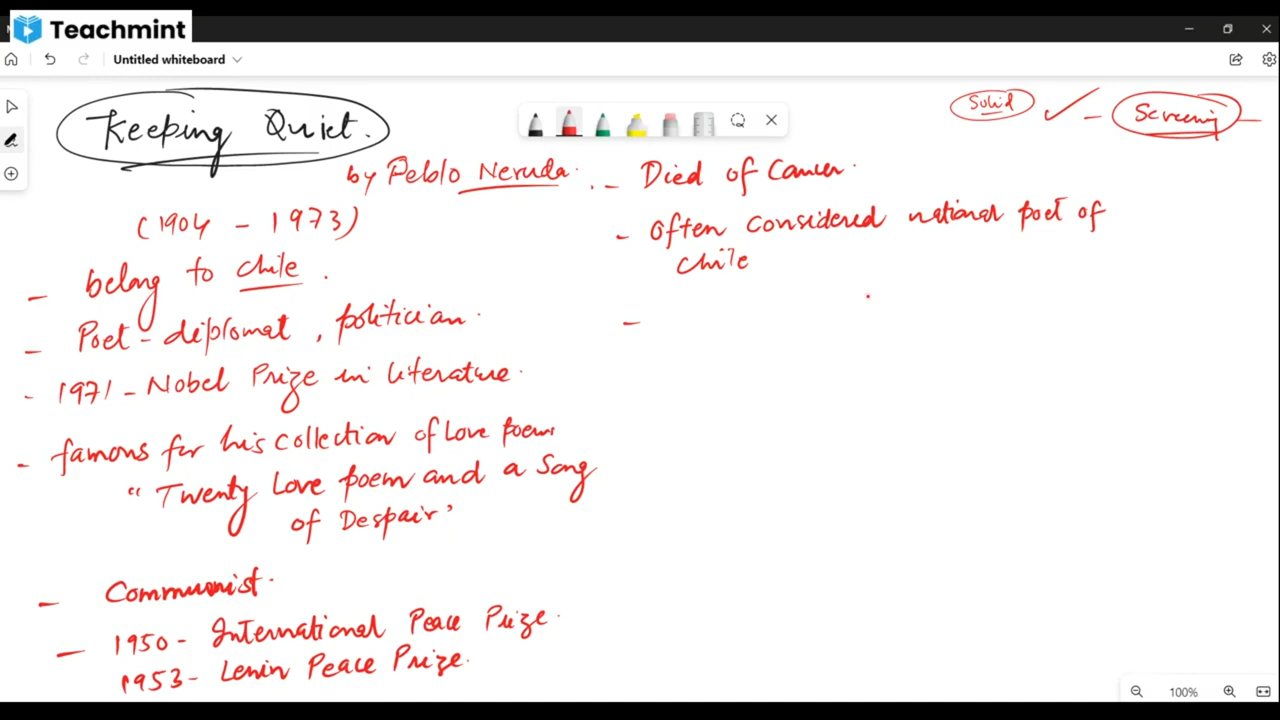 Teachmint
Untitled whiteboard
Keeping Quiet.
Solid
- Screening -
by Peblo Neruda.
(1904 - 1973)
- belong to chile.
- Poet - diplomat, politician.
- 1971 - Nobel Prize in literature.
- famous for his collection of Love poems
" Twenty Love poem and a Song
of Despair'
- Communist.
- 1950 - International Peace Prize.
1953 - Lenin Peace Prize.
- Died of Cancer.
- Often considered national poet of
chile
-
100%